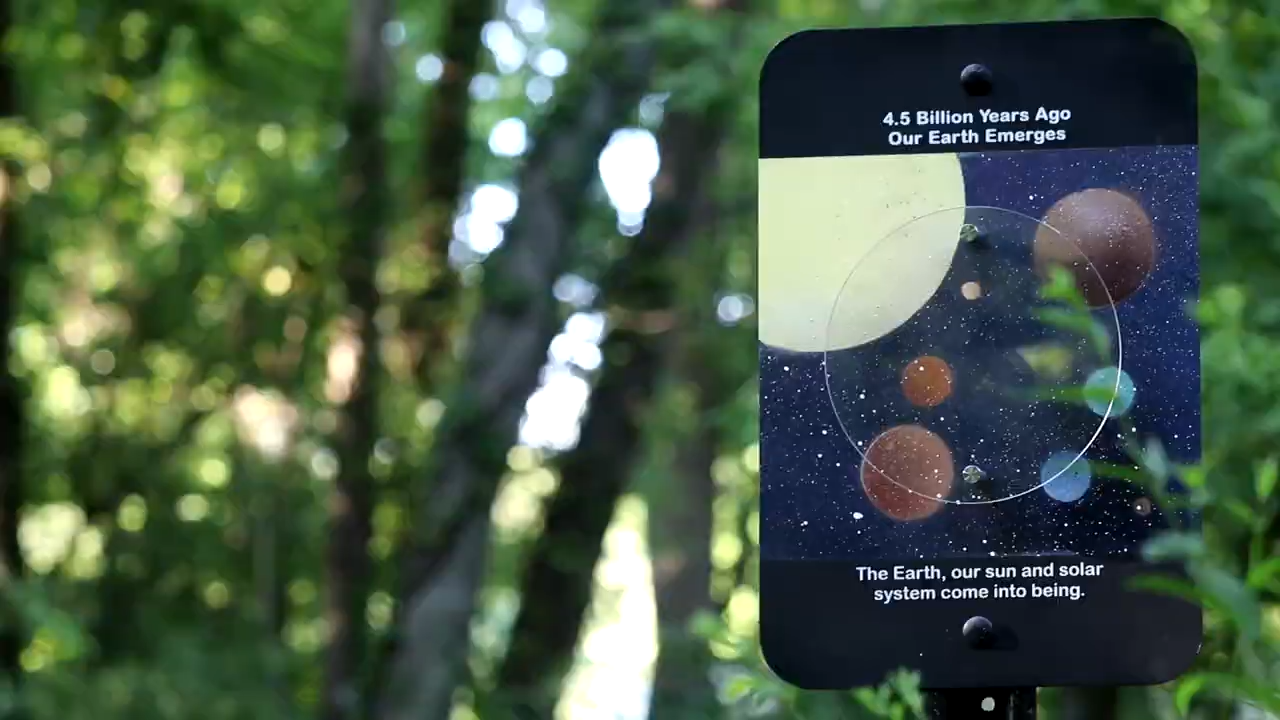 4.5 Billion Years Ago
Our Earth Emerges
The Earth, our sun and solar
system come into being.